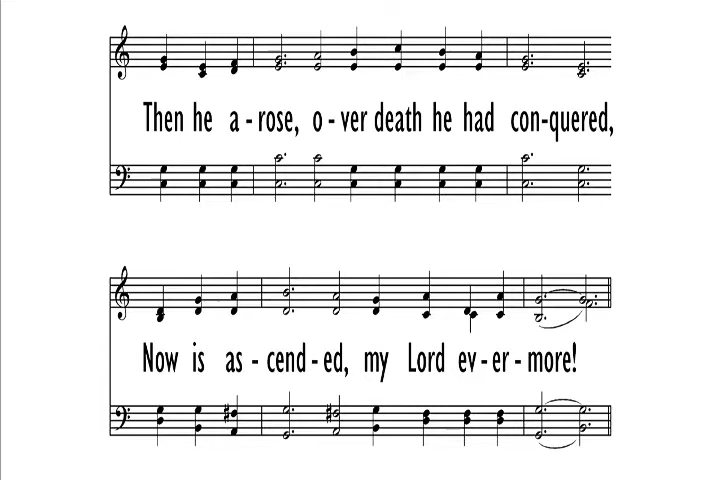 Then he a - rose, o - ver death he had con-quered,
Now is as - cend - ed, my Lord ev - er - more!